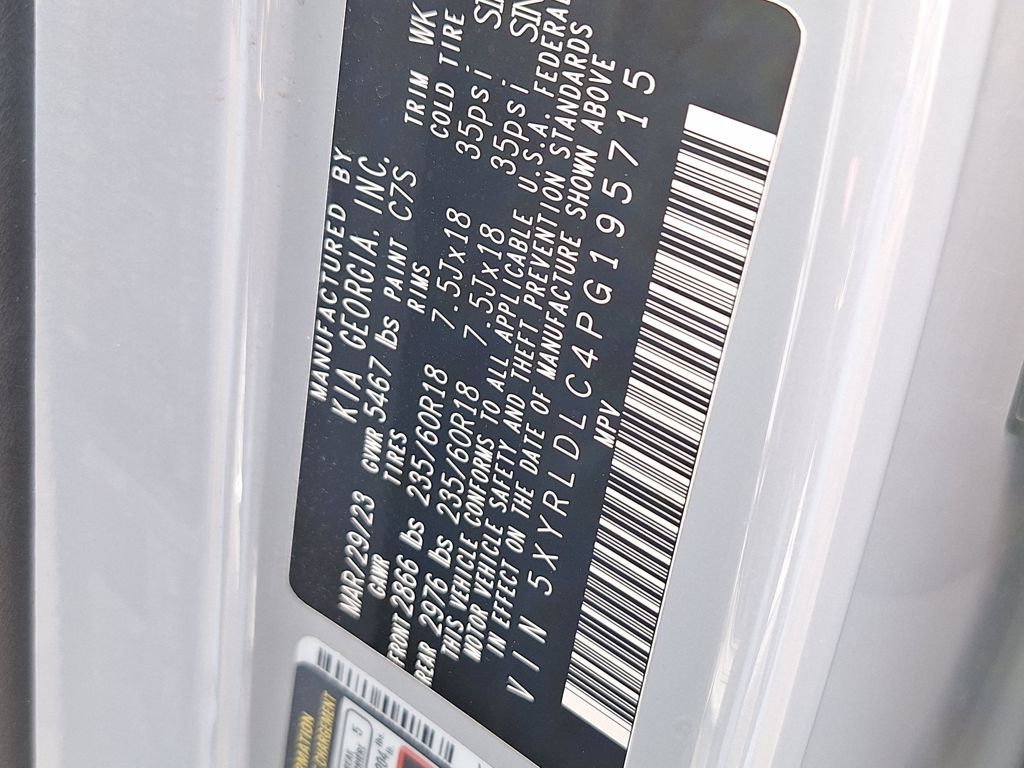 MANUFACTURED BY
KIA GEORGIA, INC.
MAR/29/23 GVWR 5467 lbs PAINT C7S TRIM WK
GAWR TIRES RIMS COLD TIRE
FRONT 2866 lbs 235/60R18 7.5Jx18 35psi
REAR 2976 lbs 235/60R18 7.5Jx18 35psi
THIS VEHICLE CONFORMS TO ALL APPLICABLE U.S.A. FEDERAL
MOTOR VEHICLE SAFETY AND THEFT PREVENTION STANDARDS
IN EFFECT ON THE DATE OF MANUFACTURE SHOWN ABOVE
VIN 5XYRLDLC4PG195715
MPV
5